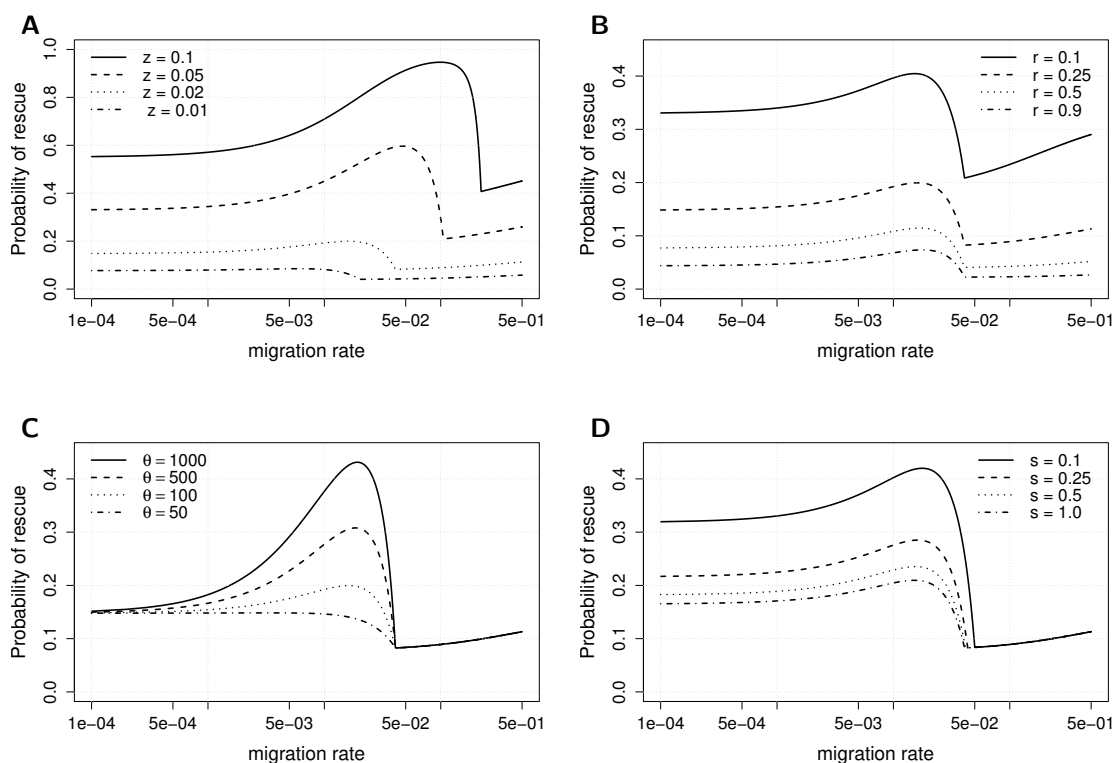 A
Probability of rescue
0.0 0.2 0.4 0.6 0.8 1.0
z = 0.1
z = 0.05
z = 0.02
z = 0.01
1e−04 5e−04 5e−03 5e−02 5e−01
migration rate
B
Probability of rescue
0.0 0.1 0.2 0.3 0.4
r = 0.1
r = 0.25
r = 0.5
r = 0.9
1e−04 5e−04 5e−03 5e−02 5e−01
migration rate
C
Probability of rescue
0.0 0.1 0.2 0.3 0.4
θ = 1000
θ = 500
θ = 100
θ = 50
1e−04 5e−04 5e−03 5e−02 5e−01
migration rate
D
Probability of rescue
0.0 0.1 0.2 0.3 0.4
s = 0.1
s = 0.25
s = 0.5
s = 1.0
1e−04 5e−04 5e−03 5e−02 5e−01
migration rate